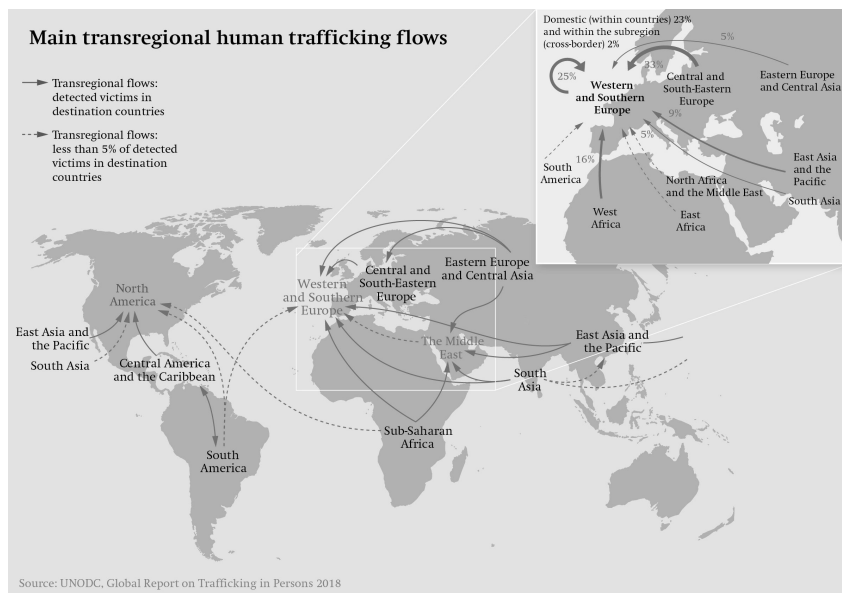 Main transregional human trafficking flows
Transregional flows:
detected victims in
destination countries
Transregional flows:
less than 5% of detected
victims in destination
countries
Domestic (within countries) 23%
and within the subregion
(cross-border) 2%
5%
33%
25%
Western
and Southern
Europe
Central and
South-Eastern
Europe
Eastern Europe
and Central Asia
9%
5%
16%
South
America
North Africa
and the Middle East
East Asia
and the
Pacific
South Asia
West
Africa
East
Africa
North
America
Western
and Southern
Europe
Central and
South-Eastern
Europe
Eastern Europe
and Central Asia
East Asia and
the Pacific
South Asia
Central America
and the Caribbean
The Middle
East
East Asia and
the Pacific
South
Asia
Sub-Saharan
Africa
South
America
Source: UNODC, Global Report on Trafficking in Persons 2018